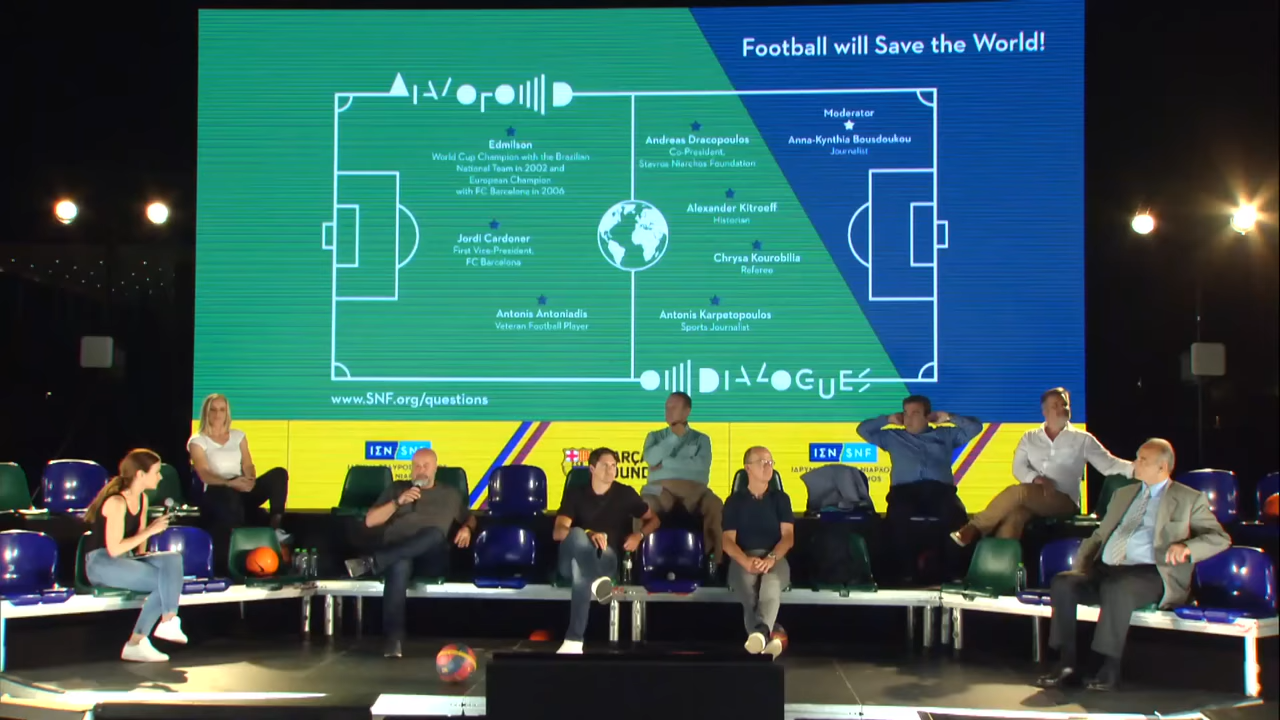 Football will Save the World!
ΔΙΑΛΟΓΟΙ
Edmilson
World Cup Champion with the Brazilian
National Team in 2002 and
European Champion
with FC Barcelona in 2006
Jordi Cardoner
First Vice-President,
FC Barcelona
Antonis Antoniadis
Veteran Football Player
Andreas Dracopoulos
Co-President,
Stavros Niarchos Foundation
Alexander Kitroeff
Historian
Chrysa Kourobilia
Referee
Antonis Karpetopoulos
Sports Journalist
Moderator
Anna-Kynthia Bousdoukou
Journalist
DIALOGUES
www.SNF.org/questions
ΙΣΝ/SNF
ΙΣΝ/SNF